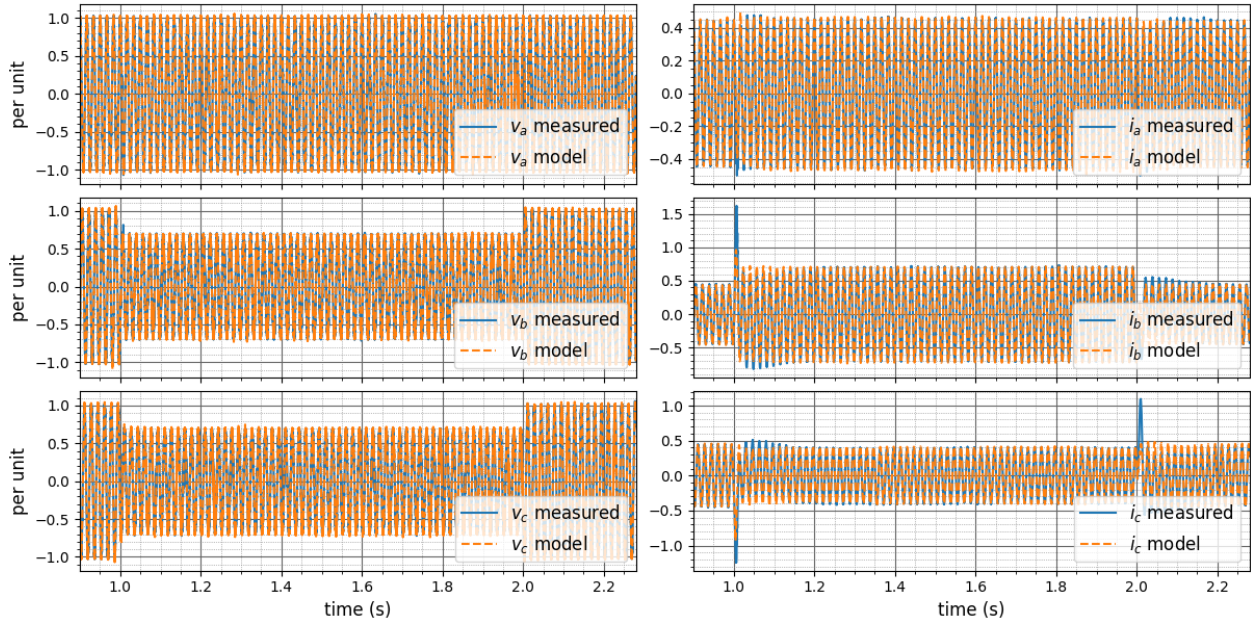 per unit
1.0
0.5
0.0
−0.5
−1.0
v_a measured
v_a model
0.4
0.2
0.0
−0.2
−0.4
i_a measured
i_a model
per unit
1.0
0.5
0.0
−0.5
−1.0
v_b measured
v_b model
1.5
1.0
0.5
0.0
−0.5
i_b measured
i_b model
per unit
1.0
0.5
0.0
−0.5
−1.0
v_c measured
v_c model
1.0 1.2 1.4 1.6 1.8 2.0 2.2
time (s)
1.0
0.5
0.0
−0.5
−1.0
i_c measured
i_c model
1.0 1.2 1.4 1.6 1.8 2.0 2.2
time (s)